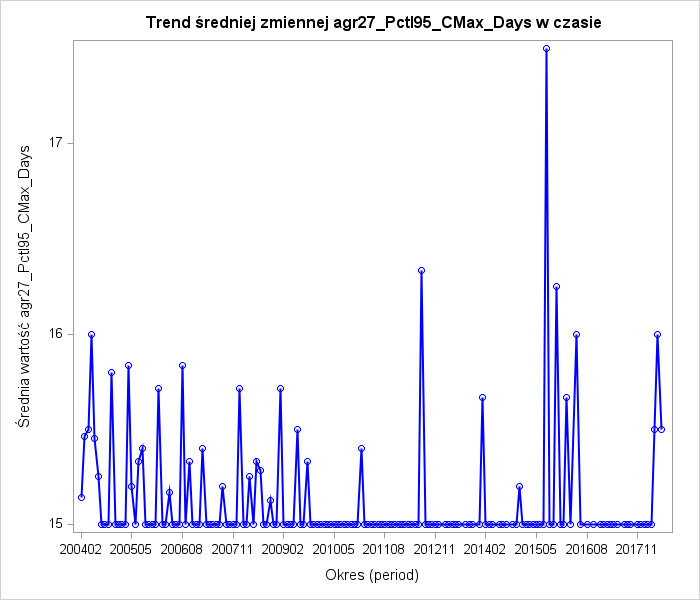 Trend średniej zmiennej agr27_Pctl95_CMax_Days w czasie
Średnia wartość agr27_Pctl95_CMax_Days
17
16
15
200402 200505 200608 200711 200902 201005 201108 201211 201402 201505 201608 201711
Okres (period)